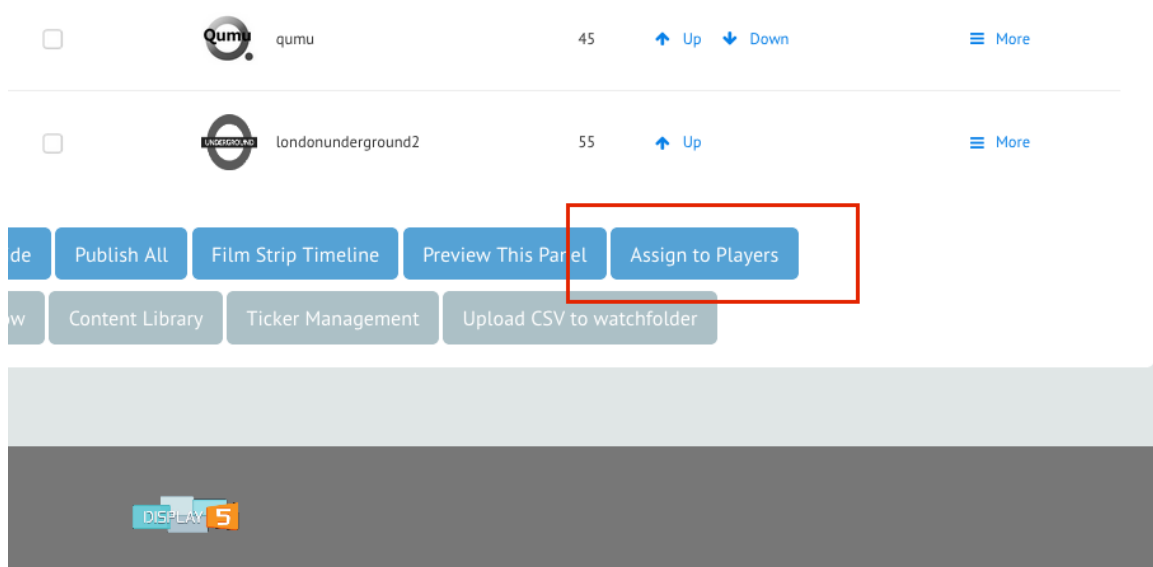 Qumu qumu 45 Up Down More
UNDERGROUND londonunderground2 55 Up More
de Publish All Film Strip Timeline Preview This Panel Assign to Players
ow Content Library Ticker Management Upload CSV to watchfolder
DISPLAY 5